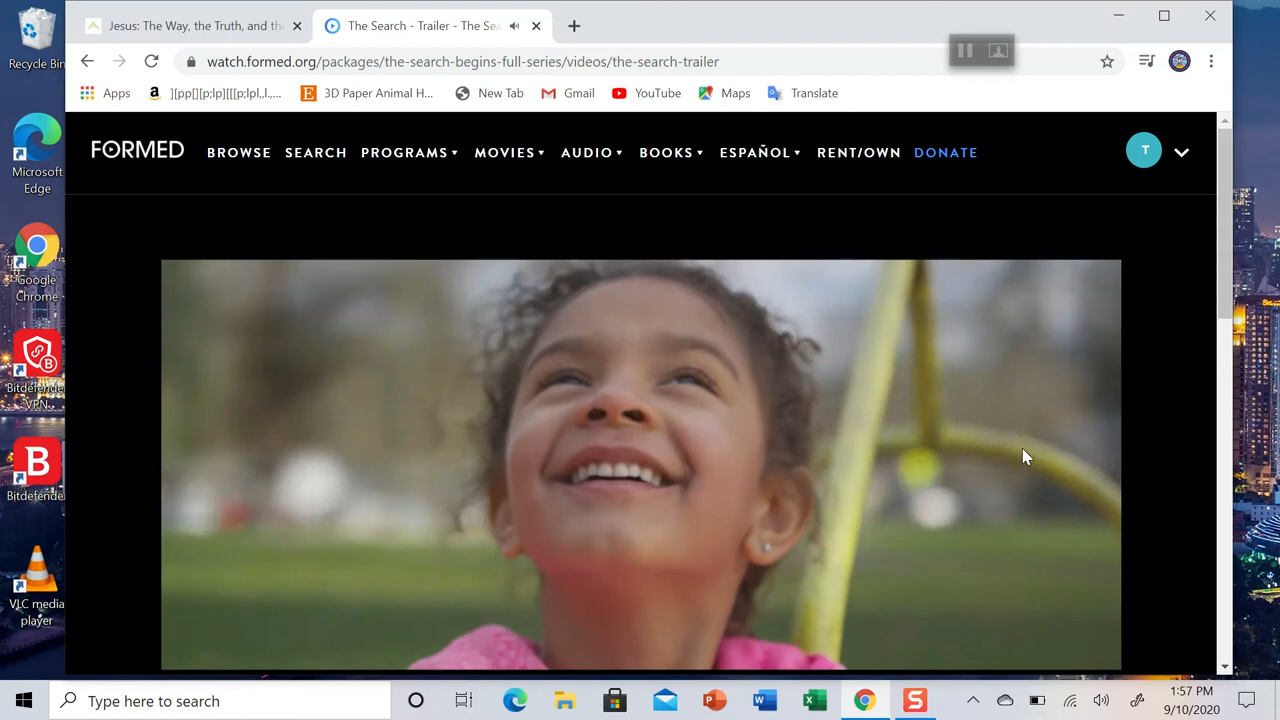 Recycle Bin
Microsoft
Edge
Google
Chrome
Bitdefender
VPN
Bitdefender
VLC media
player
Jesus: The Way, the Truth, and the
The Search - Trailer - The Sea
watch.formed.org/packages/the-search-begins-full-series/videos/the-search-trailer
Apps
][pp[][p;lp[[[p;lpl,.l,...
3D Paper Animal H...
New Tab
Gmail
YouTube
Maps
Translate
FORMED BROWSE SEARCH PROGRAMS MOVIES AUDIO BOOKS ESPAÑOL RENT/OWN DONATE T
Type here to search
1:57 PM
9/10/2020